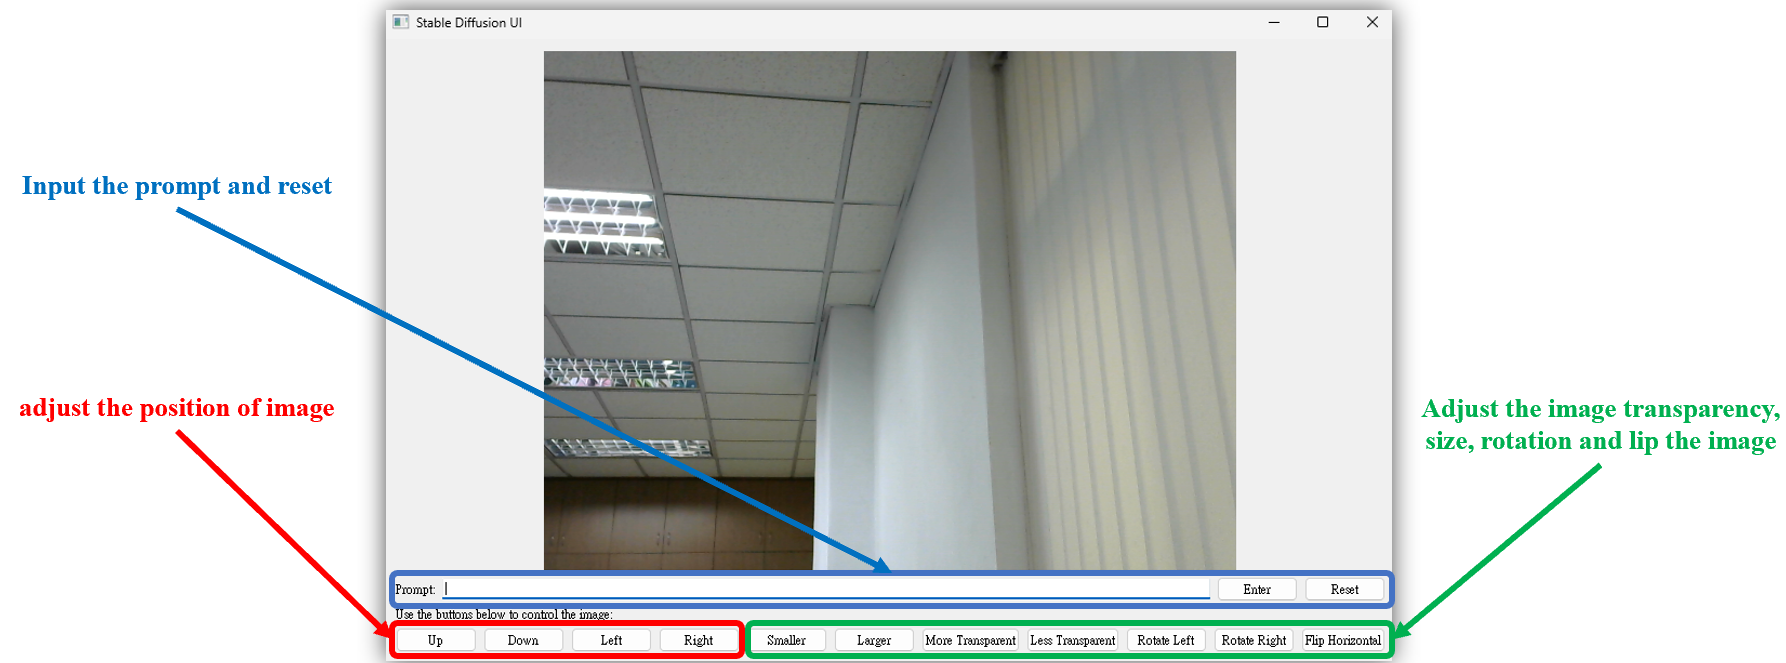 Stable Diffusion UI
Input the prompt and reset
adjust the position of image
Adjust the image transparency,
size, rotation and lip the image
Prompt: Enter Reset
Use the buttons below to control the image:
Up Down Left Right Smaller Larger More Transparent Less Transparent Rotate Left Rotate Right Flip Horizontal